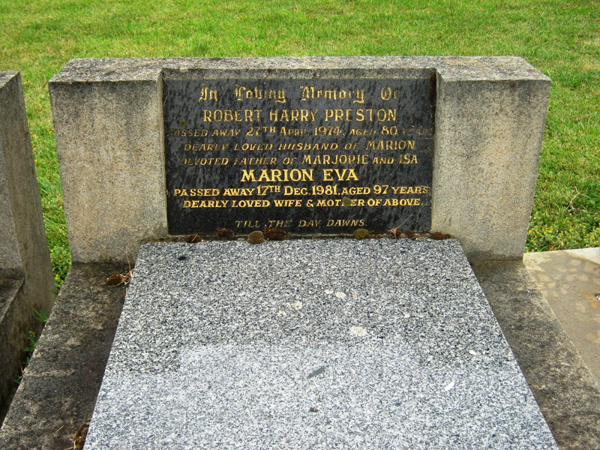 In Loving Memory Of
ROBERT HARRY PRESTON
PASSED AWAY 27TH APRIL 1974, AGED 80 YEARS
DEARLY LOVED HUSBAND OF MARION
DEVOTED FATHER OF MARJORIE AND ISA
MARION EVA
PASSED AWAY 17TH DEC. 1981, AGED 97 YEARS
DEARLY LOVED WIFE & MOTHER OF ABOVE.
TILL THE DAY DAWNS.